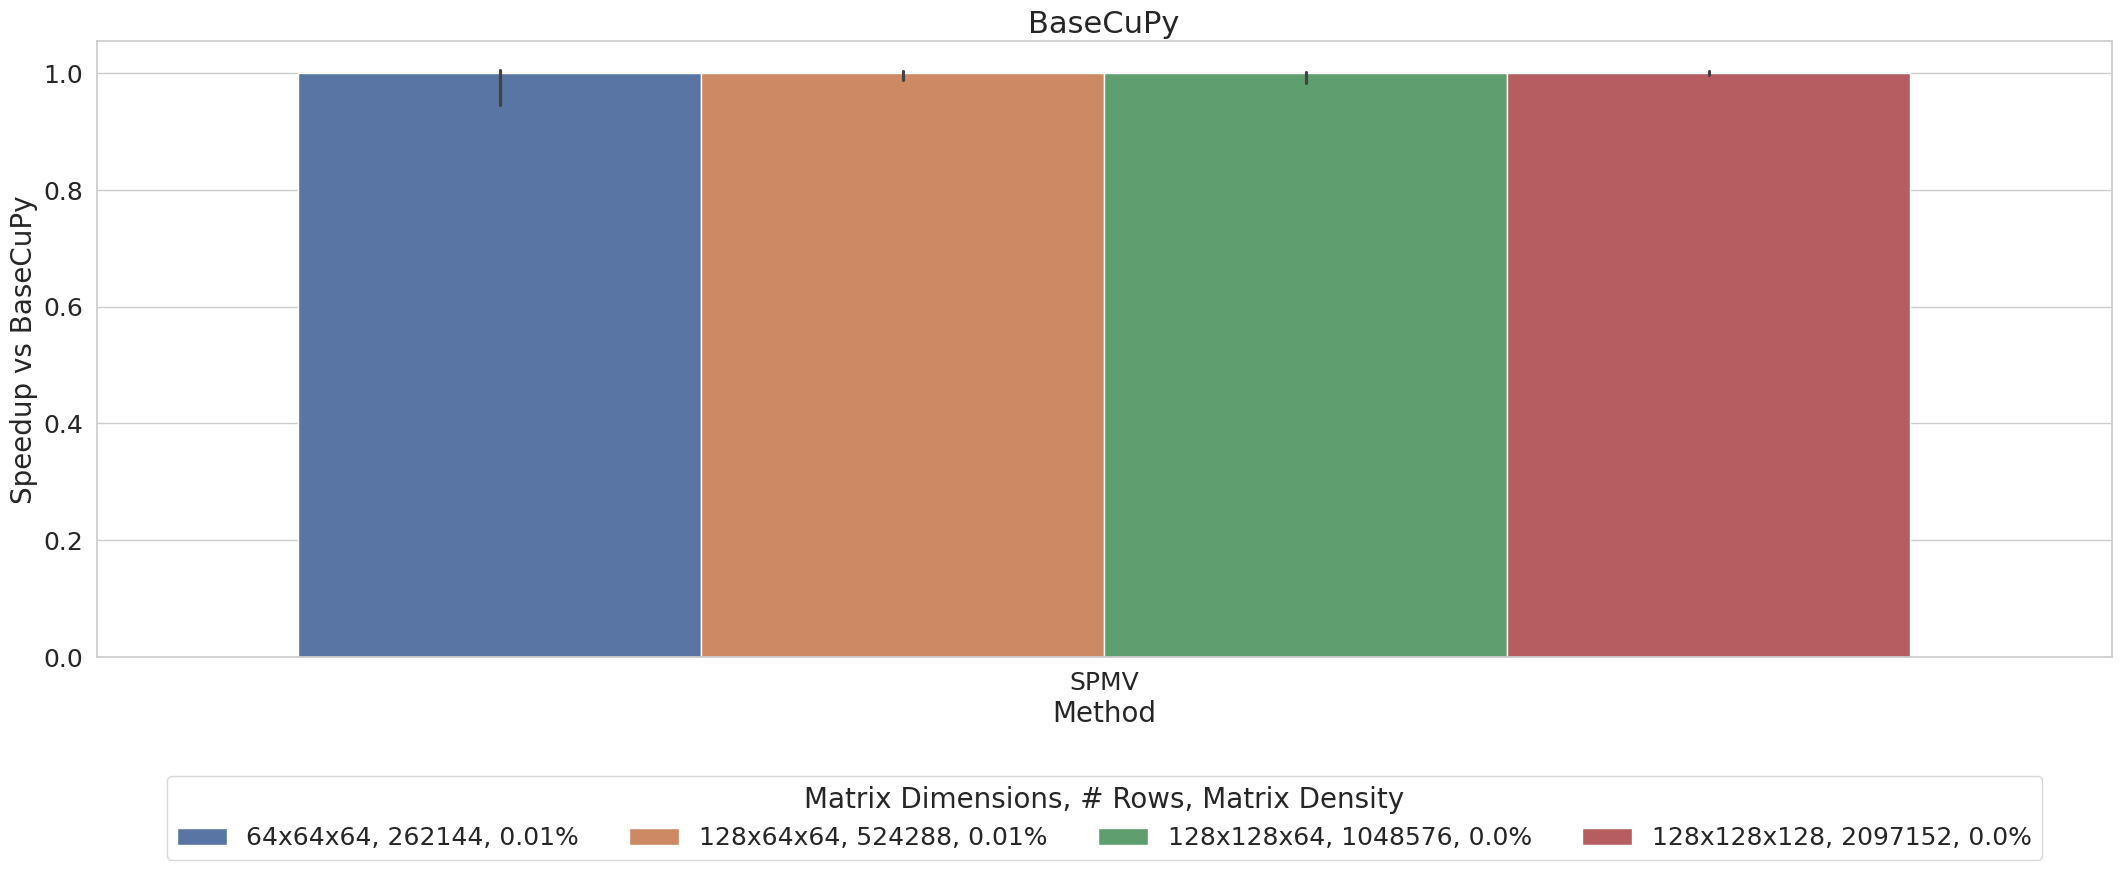 BaseCuPy
Speedup vs BaseCuPy
1.0
0.8
0.6
0.4
0.2
0.0
SPMV
Method
Matrix Dimensions, # Rows, Matrix Density
64x64x64, 262144, 0.01% 128x64x64, 524288, 0.01% 128x128x64, 1048576, 0.0% 128x128x128, 2097152, 0.0%